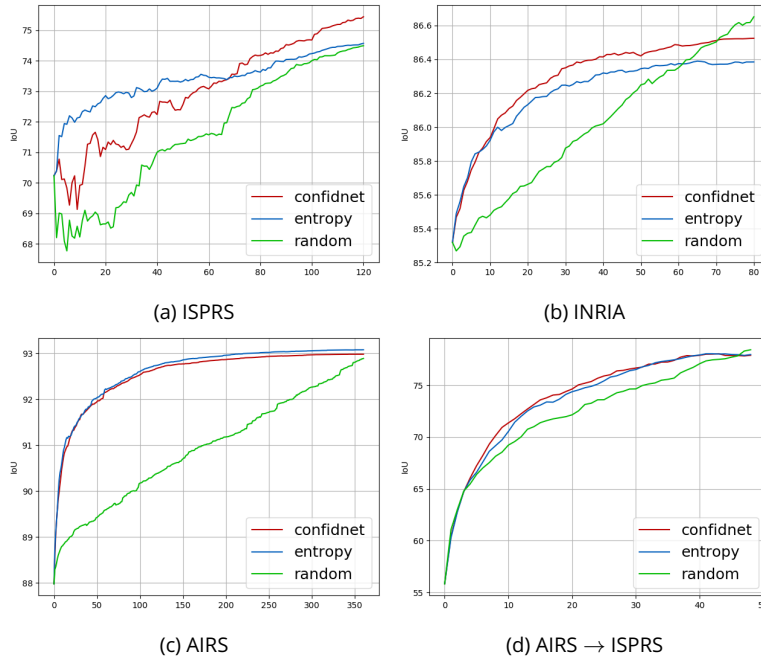 75
74
73
72
71
70
69
68
IoU
0 20 40 60 80 100 120
confidnet
entropy
random
(a) ISPRS
86.6
86.4
86.2
86.0
85.8
85.6
85.4
85.2
IoU
0 10 20 30 40 50 60 70 80
confidnet
entropy
random
(b) INRIA
93
92
91
90
89
88
IoU
0 50 100 150 200 250 300 350
confidnet
entropy
random
(c) AIRS
75
70
65
60
55
IoU
0 10 20 30 40
confidnet
entropy
random
(d) AIRS → ISPRS